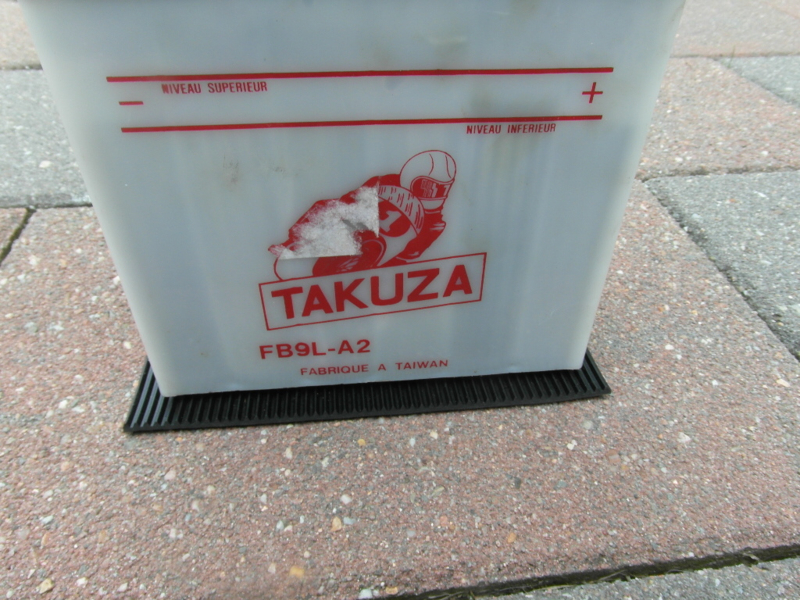 NIVEAU SUPERIEUR
− +
NIVEAU INFERIEUR
TAKUZA
FB9L-A2
FABRIQUE A TAIWAN